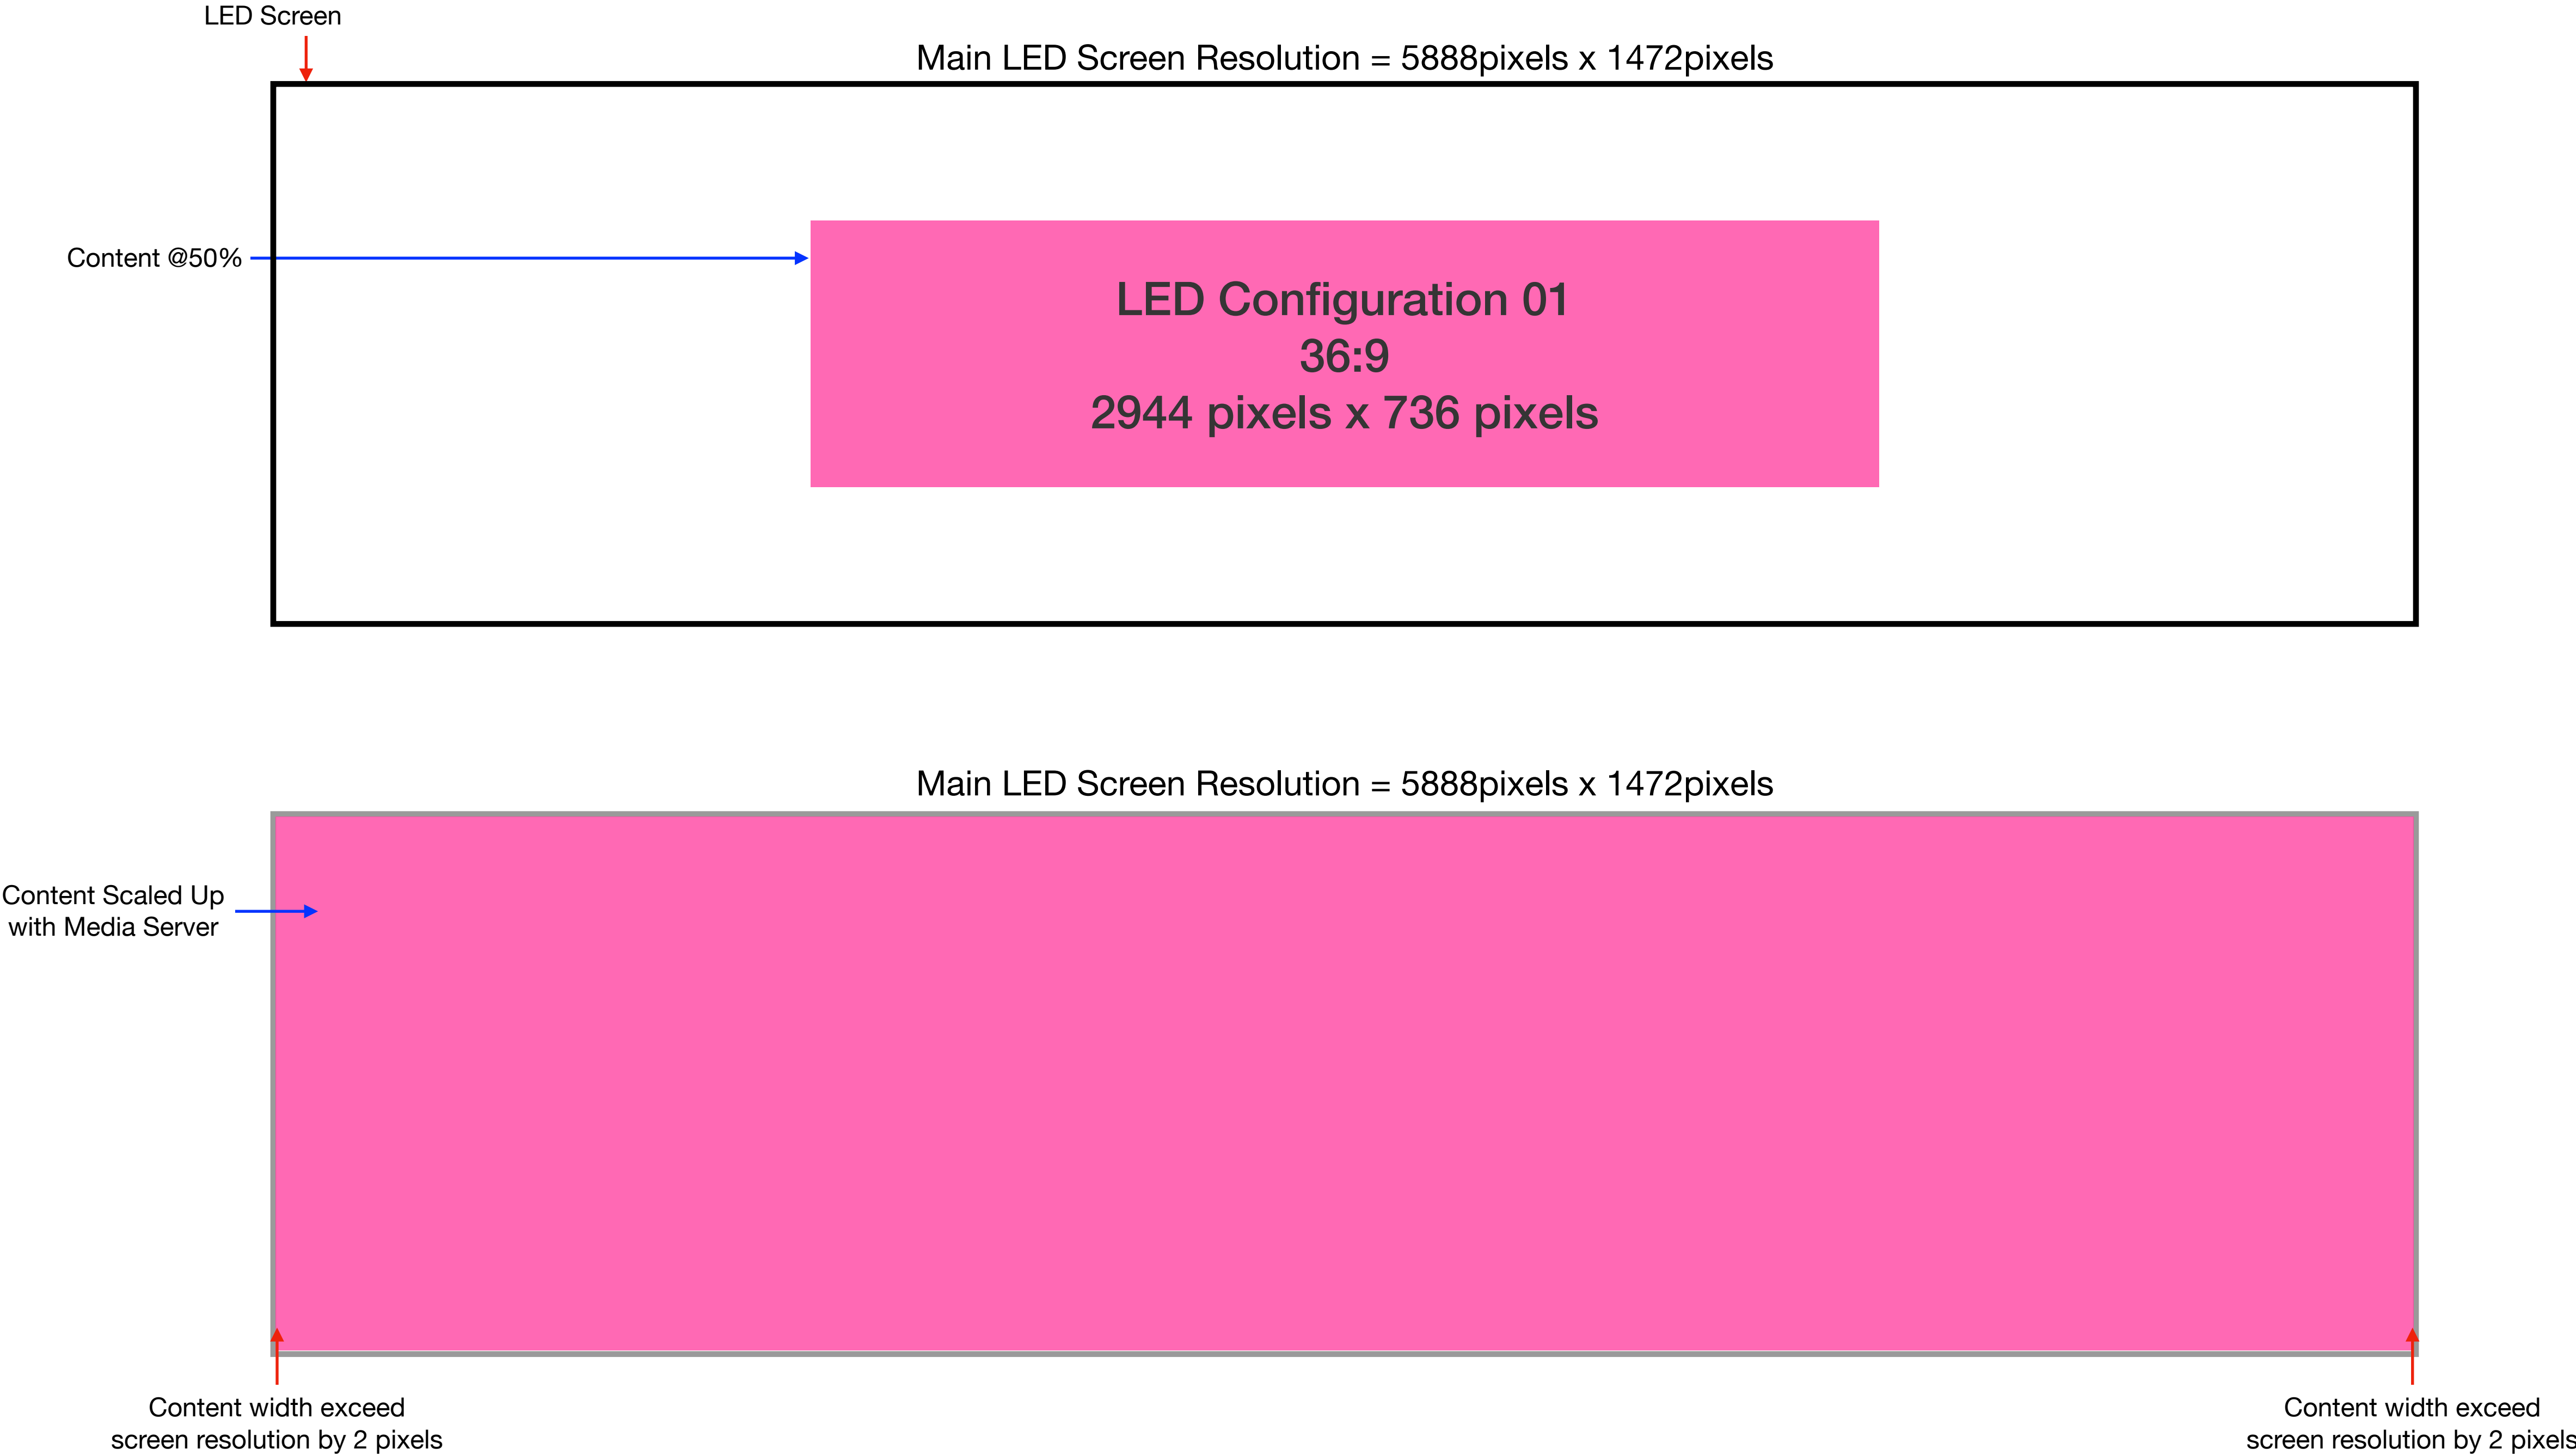 LED Screen
Main LED Screen Resolution = 5888pixels x 1472pixels
Content @50%
LED Configuration 01
36:9
2944 pixels x 736 pixels
Main LED Screen Resolution = 5888pixels x 1472pixels
Content Scaled Up
with Media Server
Content width exceed
screen resolution by 2 pixels
Content width exceed
screen resolution by 2 pixels